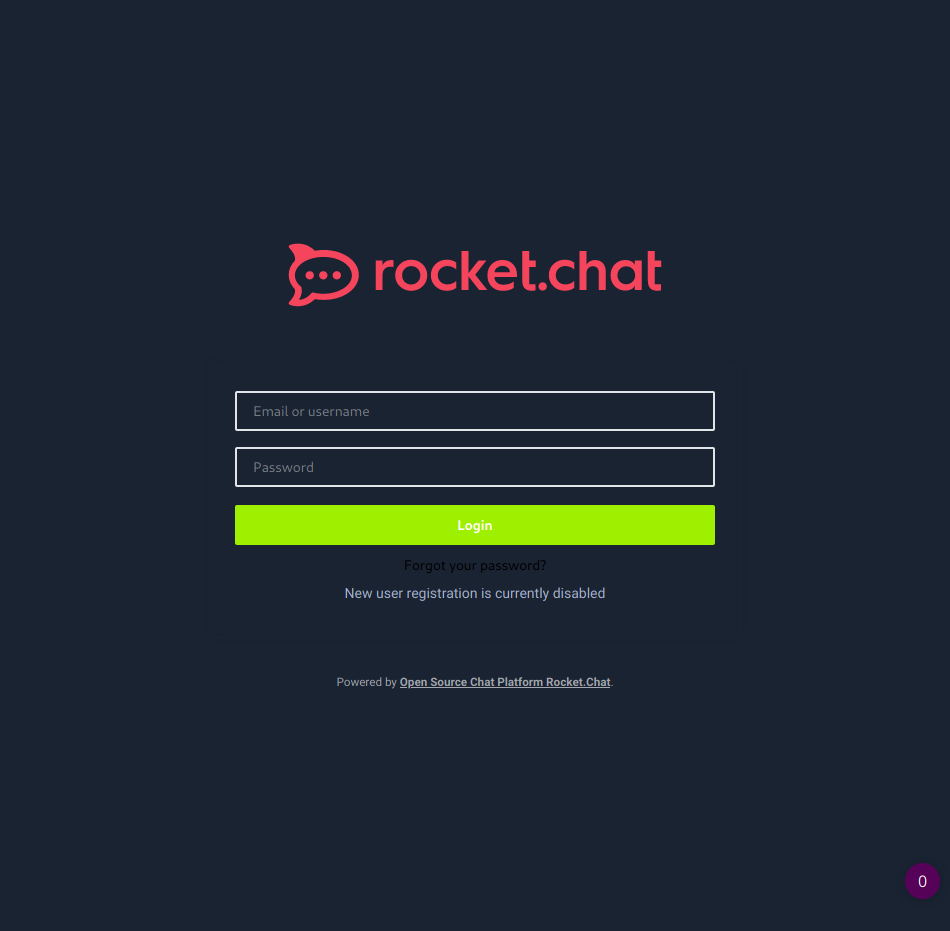 rocket.chat
Email or username
Password
Login
Forgot your password?
New user registration is currently disabled
Powered by Open Source Chat Platform Rocket.Chat.
0